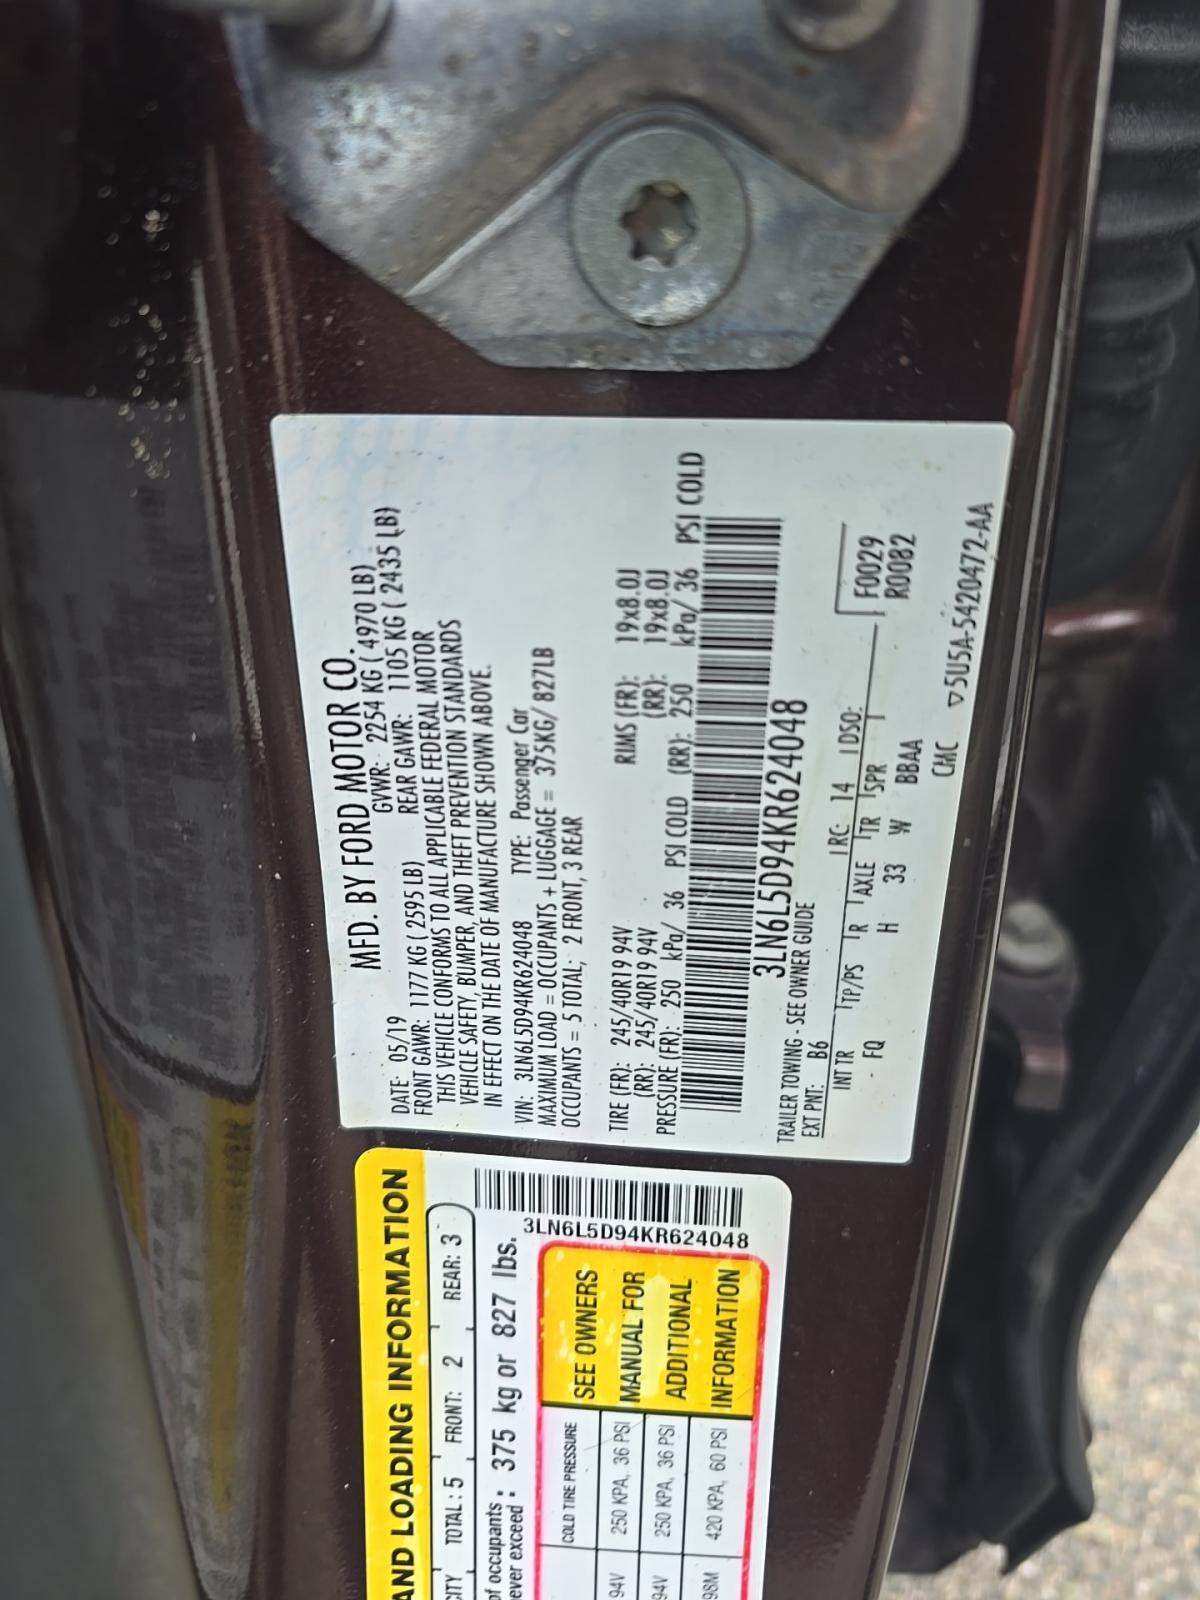 MFD. BY FORD MOTOR CO.
DATE: 05/19 GVWR: 2254 KG ( 4970 LB)
FRONT GAWR: 1177 KG ( 2595 LB) REAR GAWR: 1105 KG ( 2435 LB)
THIS VEHICLE CONFORMS TO ALL APPLICABLE FEDERAL MOTOR
VEHICLE SAFETY, BUMPER, AND THEFT PREVENTION STANDARDS
IN EFFECT ON THE DATE OF MANUFACTURE SHOWN ABOVE.
VIN: 3LN6L5D94KR624048 TYPE: Passenger Car
MAXIMUM LOAD = OCCUPANTS + LUGGAGE = 375KG/ 827LB
OCCUPANTS = 5 TOTAL; 2 FRONT, 3 REAR
TIRE (FR): 245/40R19 94V RIMS (FR): 19x8.0J
(RR): 245/40R19 94V (RR): 19x8.0J
PRESSURE (FR): 250 kPa/ 36 PSI COLD (RR): 250 kPa/ 36 PSI COLD
3LN6L5D94KR624048
TRAILER TOWING - SEE OWNER GUIDE
EXT PNT: B6 RC: 14 DSO: F0029
INT TR TP/PS R AXLE TR SPR R0082
FQ H 33 W BBAA
CMC ▽5U5A-5420472-AA
AND LOADING INFORMATION
CITY TOTAL : 5 FRONT: 2 REAR: 3
of occupants
never exceed : 375 kg or 827 lbs.
3LN6L5D94KR624048
COLD TIRE PRESSURE
94V 250 KPA, 36 PSI
94V 250 KPA, 36 PSI
98M 420 KPA, 60 PSI
SEE OWNERS
MANUAL FOR
ADDITIONAL
INFORMATION